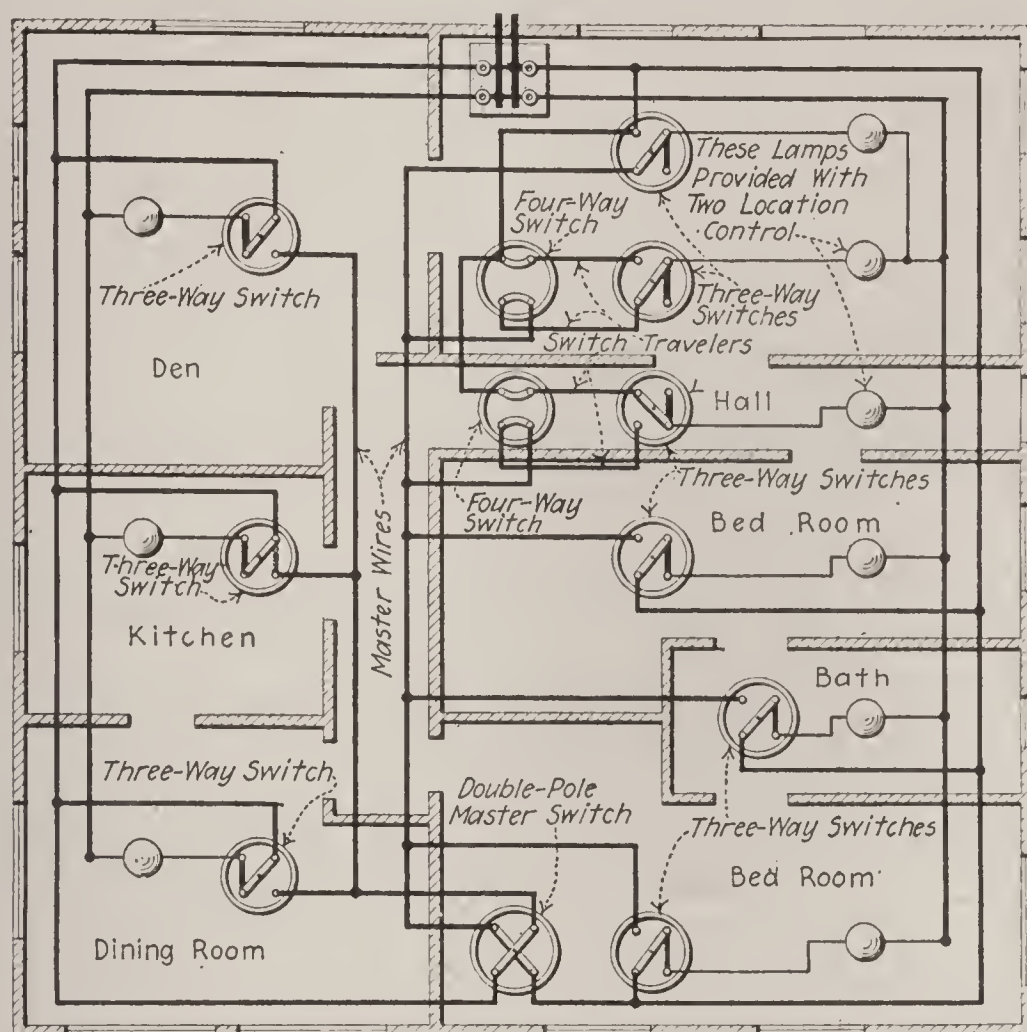 These Lamps
Provided With
Two Location
Control
Four-Way
Switch
Three-Way Switch
Three-Way
Switches
Switch Travelers
Den
Hall
Three-Way Switches
Four-Way
Switch
Bed Room
Three-Way
Switch
Master Wires
Kitchen
Bath
Three-Way Switch
Double-Pole
Master Switch
Three-Way Switches
Bed Room
Dining Room